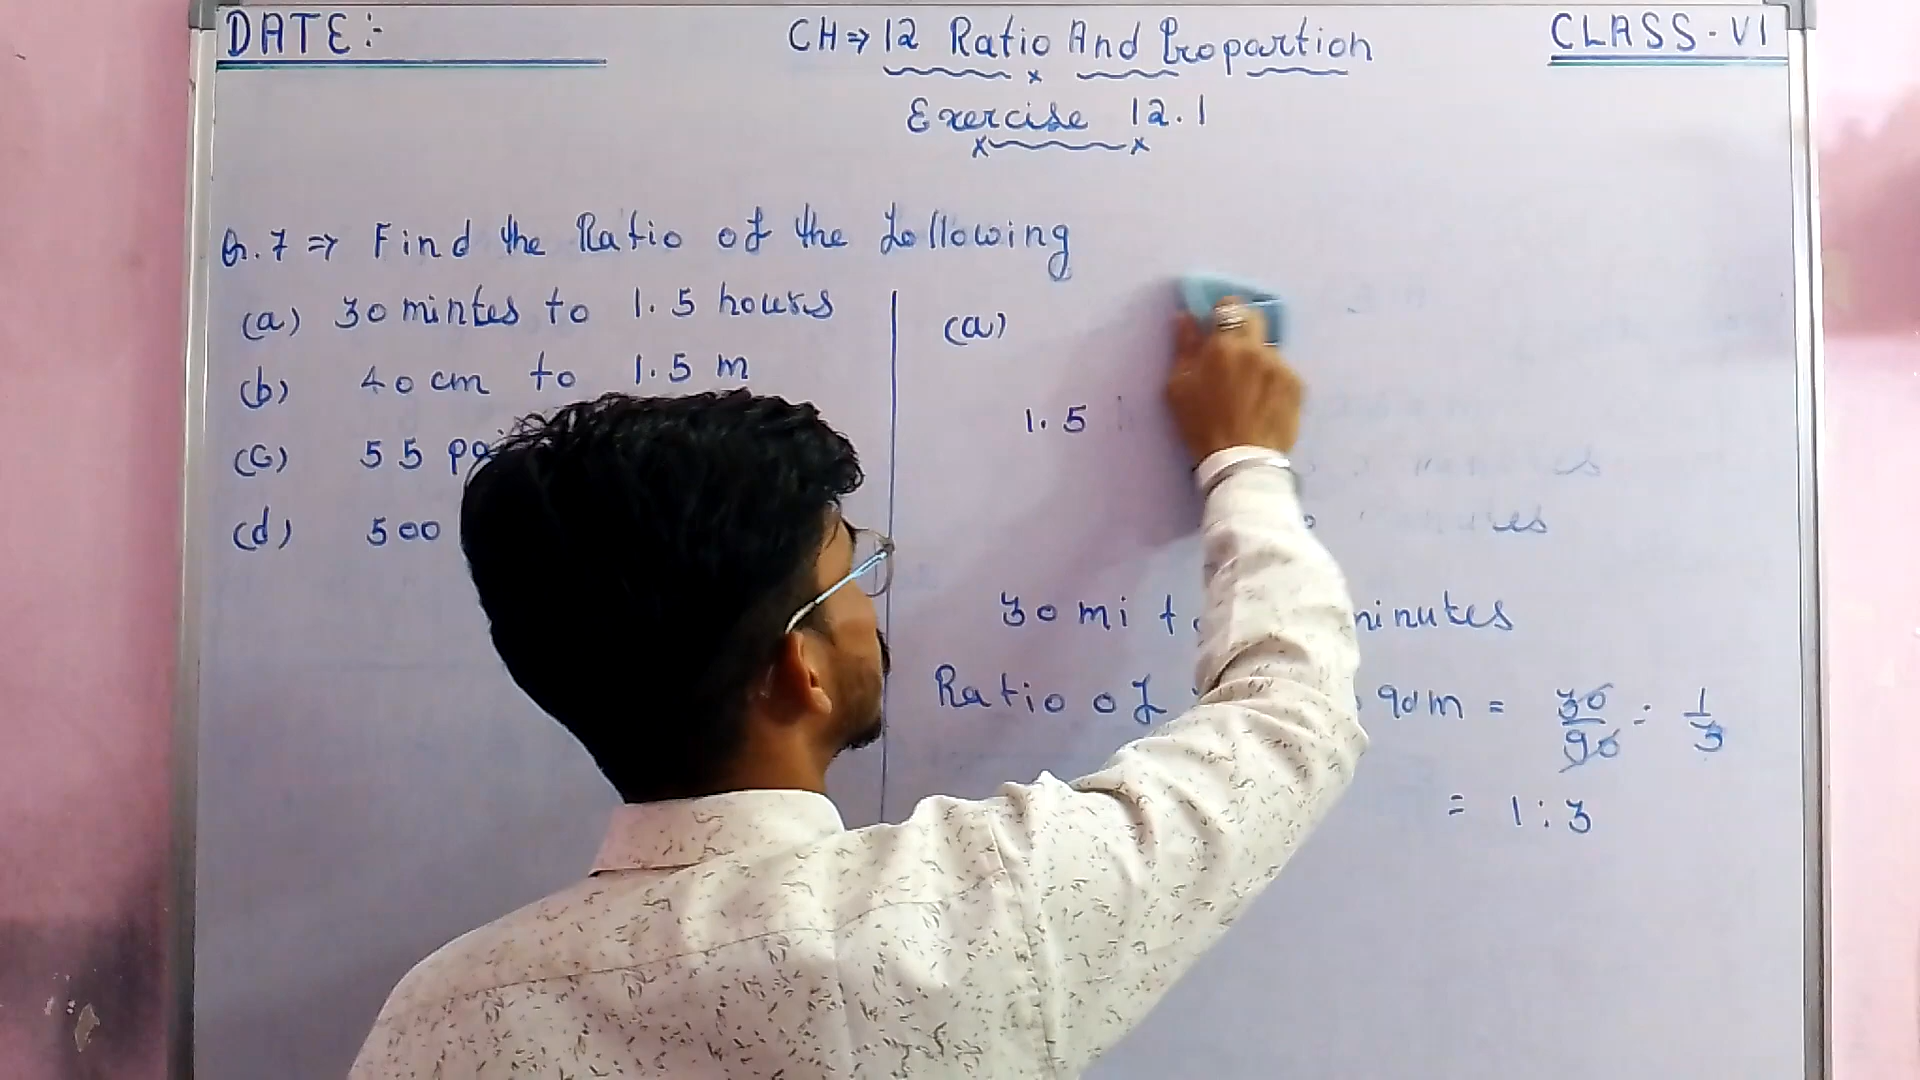 DATE:-
CH⇒12 Ratio And Propartion
CLASS-VI
Exercise 12.1
Q.7 ⇒ Find the Ratio of the following
(a) 30 mintes to 1.5 hours
(b) 40 cm to 1.5 m
(c) 55
(d) 500
(a)
1.5
30 mi minutes
Ratio of 90m = 30/90 = 1/3
= 1:3